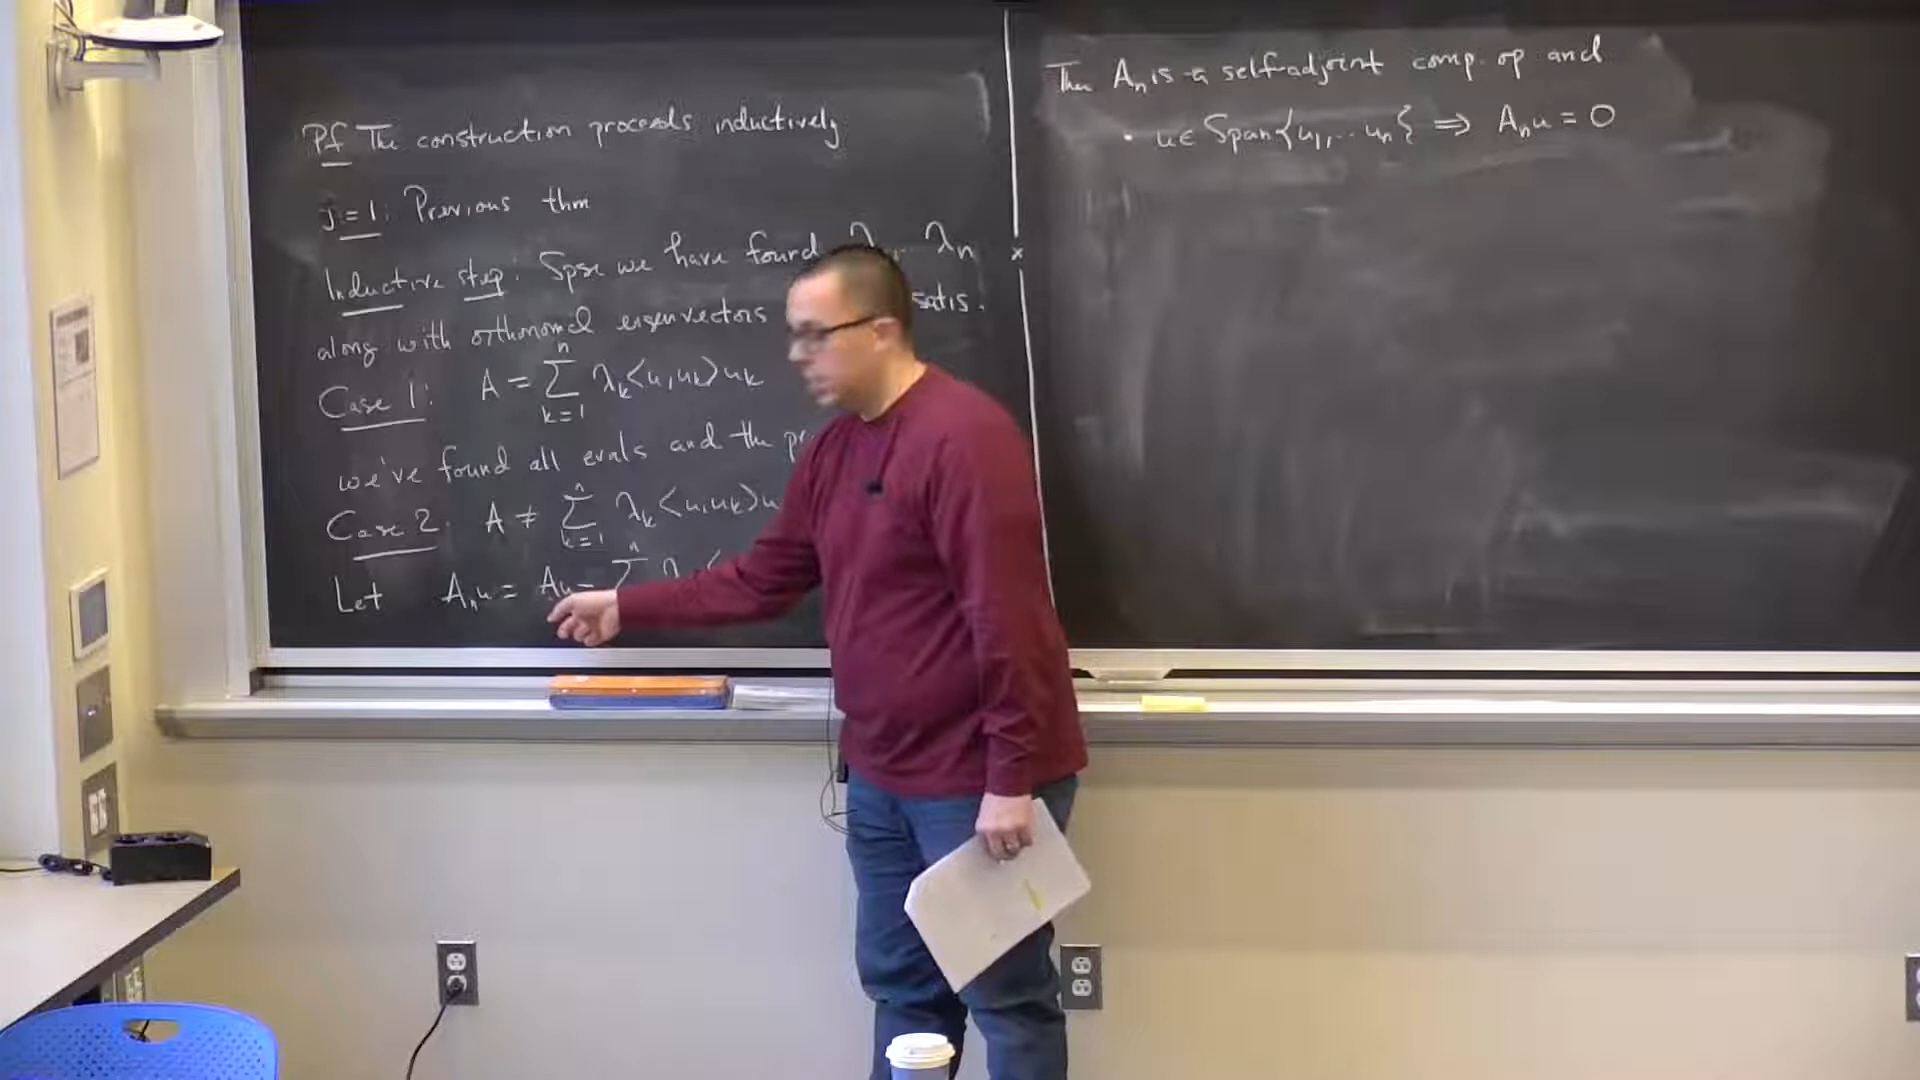 Pf The construction proceeds inductively
j=1: Previous thm
Inductive step: Spse we have found λ₁,.. λn
along with orthonormal eigenvectors satis.
Case 1: A = ∑_{k=1}^{n} λk<u,uk>uk
we've found all evals and the
Case 2. A ≠ ∑_{k=1}^{n} λk<u,uk>u
Let Anu = Au - ∑^{n} λ
Then An is a self-adjoint comp. op and
• u∈ Span{u1,.. un} ⇒ Anu = 0